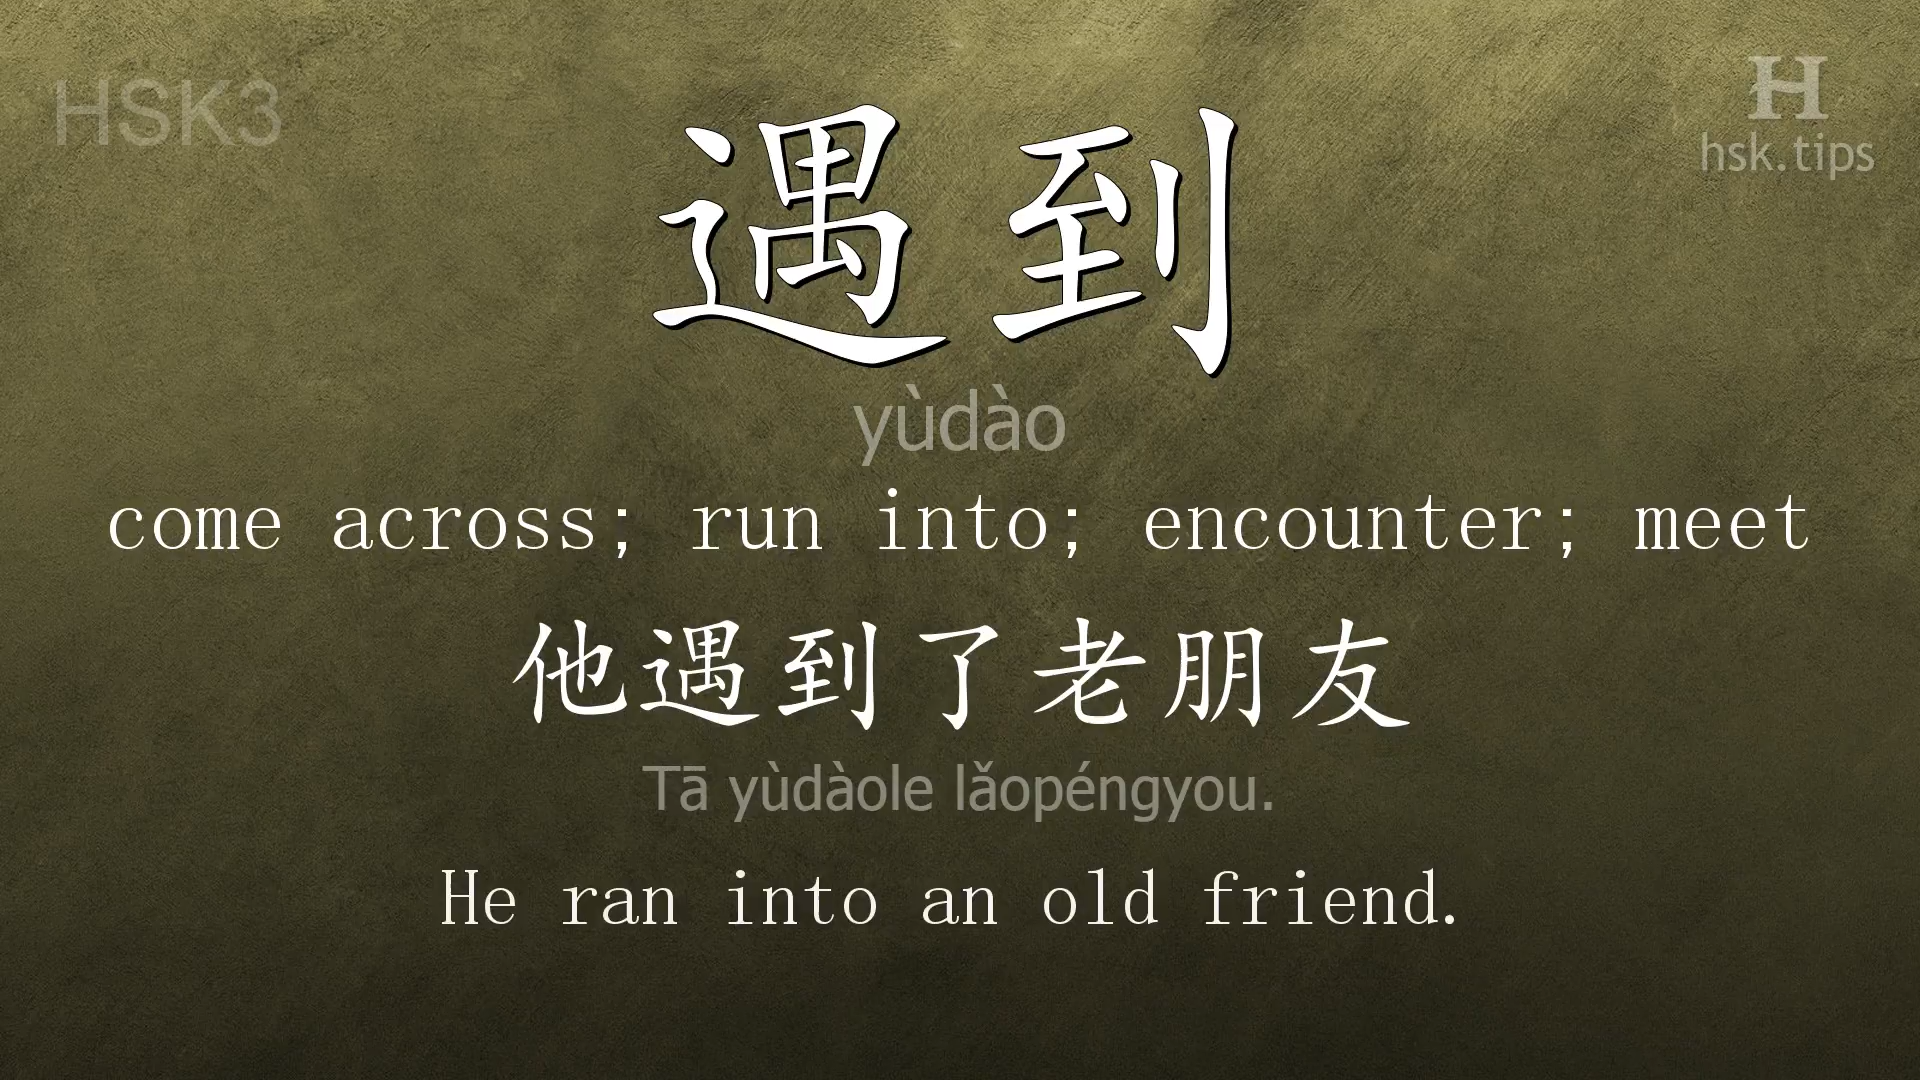 HSK3
H
hsk.tips
遇到
yùdào
come across; run into; encounter; meet
他遇到了老朋友
Tā yùdàole lǎopéngyou.
He ran into an old friend.